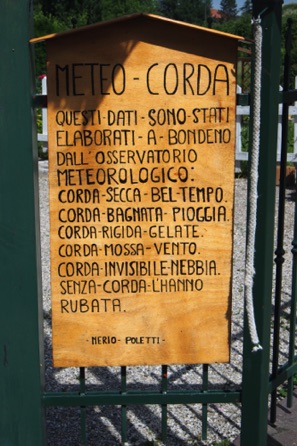 METEO-CORDA
QUESTI-DATI-SONO-STATI
ELABORATI-A-BONDENO
DALL'OSSERVATORIO
METEOROLOGICO:
CORDA-SECCA-BEL-TEMPO.
CORDA-BAGNATA-PIOGGIA.
CORDA-RIGIDA-GELATE.
CORDA-MOSSA-VENTO.
CORDA-INVISIBILE-NEBBIA.
SENZA-CORDA-L'HANNO
RUBATA.
-NERIO-POLETTI-